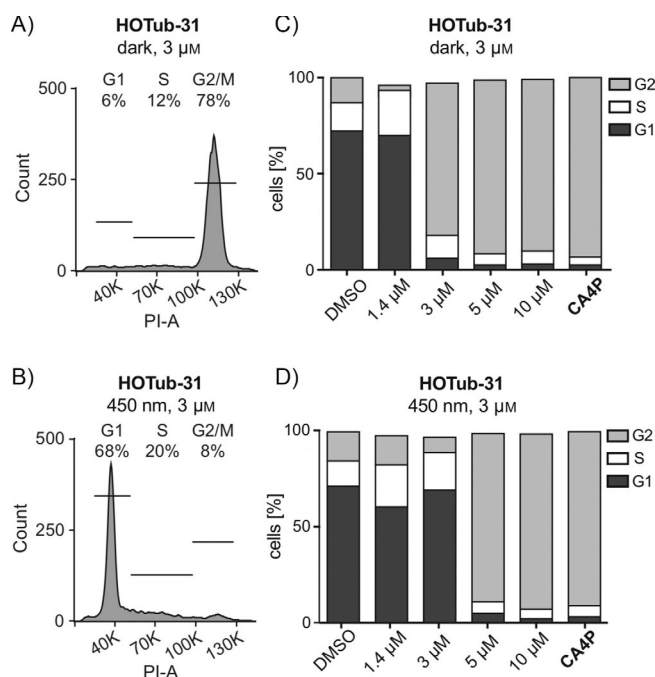 A)
HOTub-31
dark, 3 µM
G1 S G2/M
6% 12% 78%
500
250
0
Count
40K 70K 100K 130K
PI-A
C)
HOTub-31
dark, 3 µM
100
50
0
cells [%]
G2
S
G1
DMSO 1.4 µM 3 µM 5 µM 10 µM CA4P
B)
HOTub-31
450 nm, 3 µM
G1 S G2/M
68% 20% 8%
500
250
0
Count
40K 70K 100K 130K
PI-A
D)
HOTub-31
450 nm, 3 µM
100
50
0
cells [%]
G2
S
G1
DMSO 1.4 µM 3 µM 5 µM 10 µM CA4P